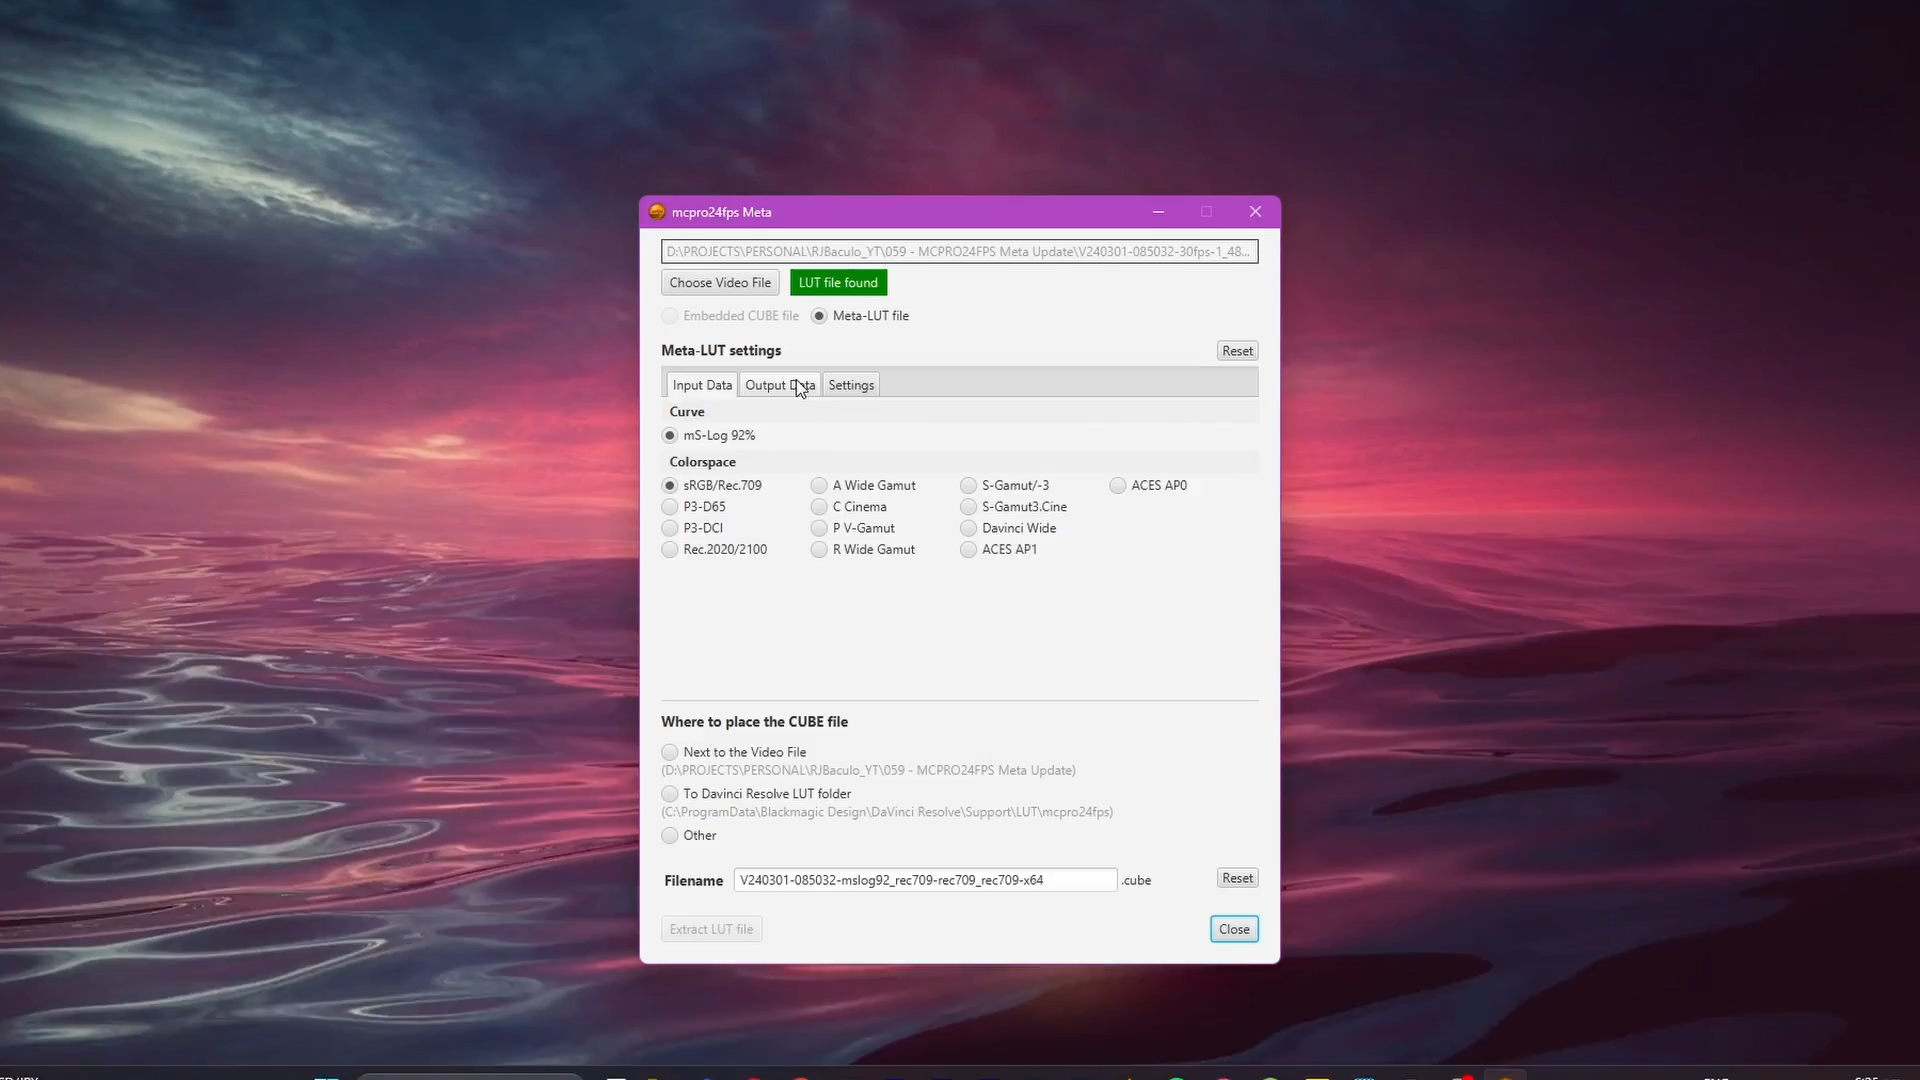 mcpro24fps Meta
D:\PROJECTS\PERSONAL\RJBaculo_YT\059 - MCPRO24FPS Meta Update\V240301-085032-30fps-1_48...
Choose Video File LUT file found
Embedded CUBE file Meta-LUT file
Meta-LUT settings Reset
Input Data Output Data Settings
Curve
mS-Log 92%
Colorspace
sRGB/Rec.709 A Wide Gamut S-Gamut/-3 ACES AP0
P3-D65 C Cinema S-Gamut3.Cine
P3-DCI P V-Gamut Davinci Wide
Rec.2020/2100 R Wide Gamut ACES AP1
Where to place the CUBE file
Next to the Video File
(D:\PROJECTS\PERSONAL\RJBaculo_YT\059 - MCPRO24FPS Meta Update)
To Davinci Resolve LUT folder
(C:\ProgramData\Blackmagic Design\DaVinci Resolve\Support\LUT\mcpro24fps)
Other
Filename V240301-085032-mslog92_rec709-rec709_rec709-x64 .cube Reset
Extract LUT file Close